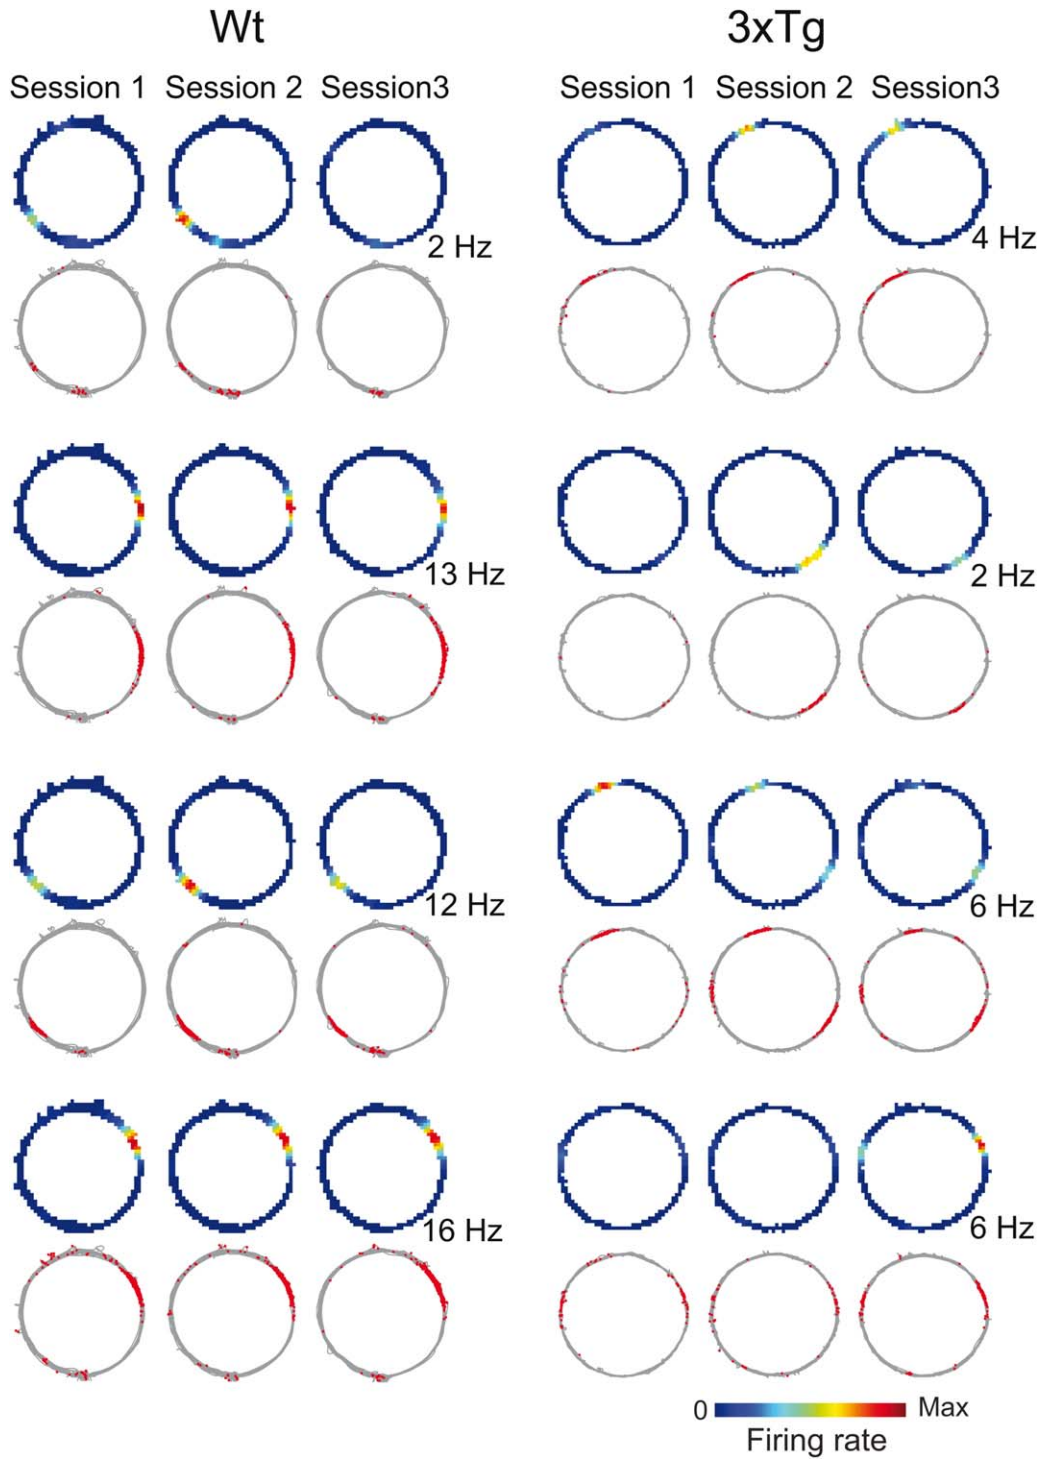 Wt 3xTg
Session 1 Session 2 Session3 Session 1 Session 2 Session3
2 Hz 4 Hz
13 Hz 2 Hz
12 Hz 6 Hz
16 Hz 6 Hz
0 Max
Firing rate